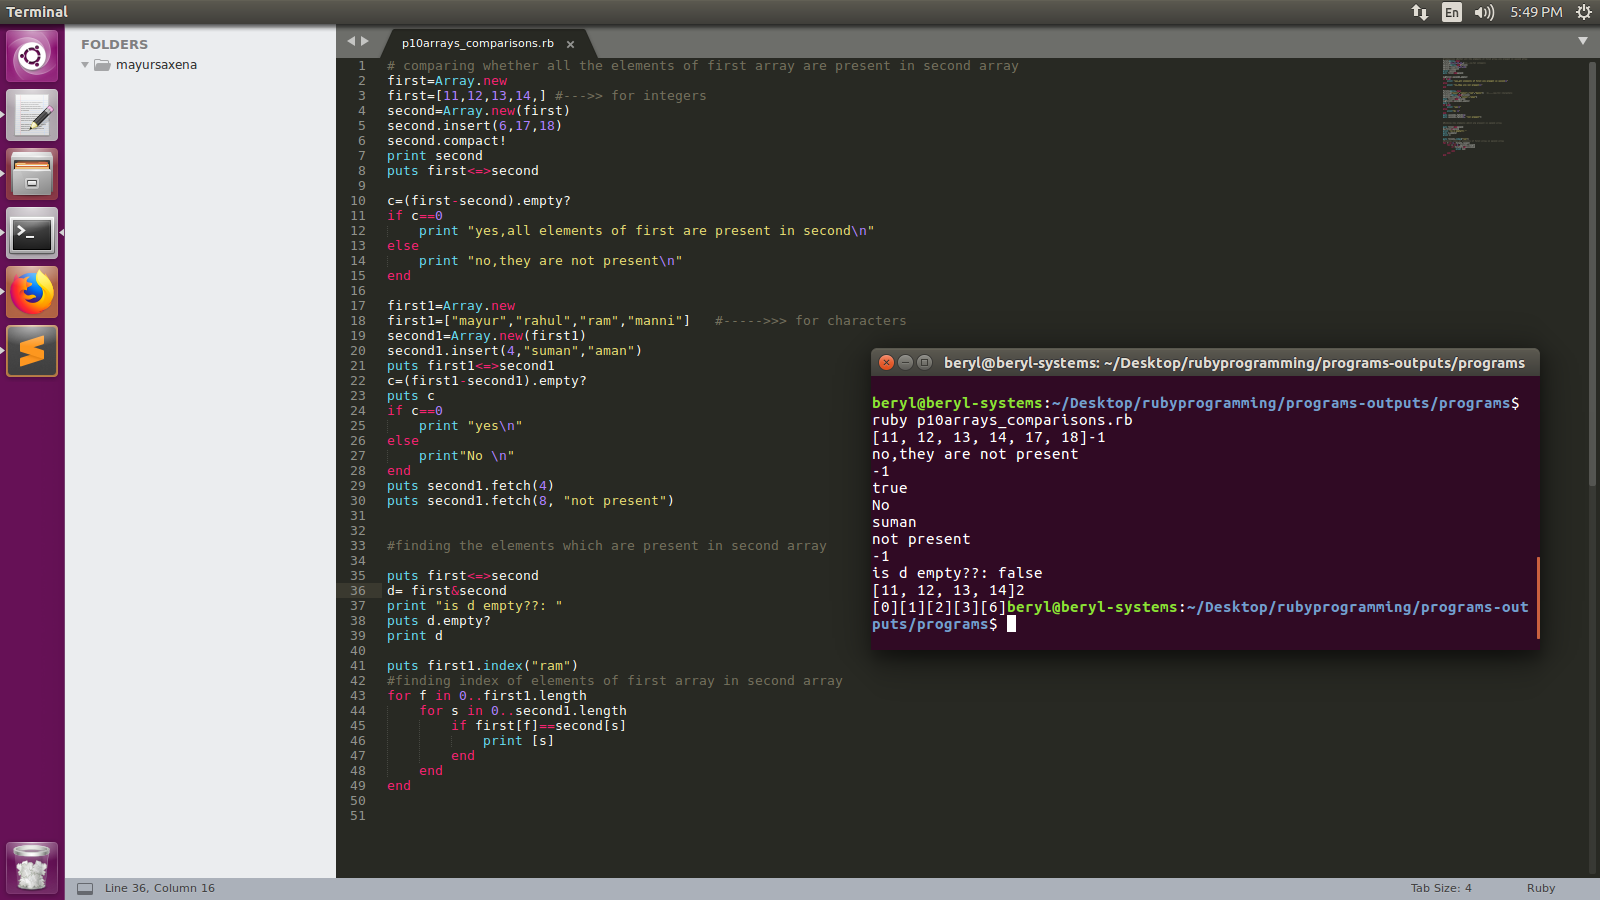 Terminal
En
5:49 PM
FOLDERS
mayursaxena
p10arrays_comparisons.rb
1 # comparing whether all the elements of first array are present in second array
2 first=Array.new
3 first=[11,12,13,14,] #--->> for integers
4 second=Array.new(first)
5 second.insert(6,17,18)
6 second.compact!
7 print second
8 puts first<=>second
9
10 c=(first-second).empty?
11 if c==0
12 print "yes,all elements of first are present in second\n"
13 else
14 print "no,they are not present\n"
15 end
16
17 first1=Array.new
18 first1=["mayur","rahul","ram","manni"] #----->>> for characters
19 second1=Array.new(first1)
20 second1.insert(4,"suman","aman")
21 puts first1<=>second1
22 c=(first1-second1).empty?
23 puts c
24 if c==0
25 print "yes\n"
26 else
27 print"No \n"
28 end
29 puts second1.fetch(4)
30 puts second1.fetch(8, "not present")
31
32
33 #finding the elements which are present in second array
34
35 puts first<=>second
36 d= first&second
37 print "is d empty??: "
38 puts d.empty?
39 print d
40
41 puts first1.index("ram")
42 #finding index of elements of first array in second array
43 for f in 0..first1.length
44 for s in 0..second1.length
45 if first[f]==second[s]
46 print [s]
47 end
48 end
49 end
50
51
beryl@beryl-systems: ~/Desktop/rubyprogramming/programs-outputs/programs
beryl@beryl-systems:~/Desktop/rubyprogramming/programs-outputs/programs$
ruby p10arrays_comparisons.rb
[11, 12, 13, 14, 17, 18]-1
no,they are not present
-1
true
No
suman
not present
-1
is d empty??: false
[11, 12, 13, 14]2
[0][1][2][3][6]beryl@beryl-systems:~/Desktop/rubyprogramming/programs-out
puts/programs$
Line 36, Column 16
Tab Size: 4
Ruby